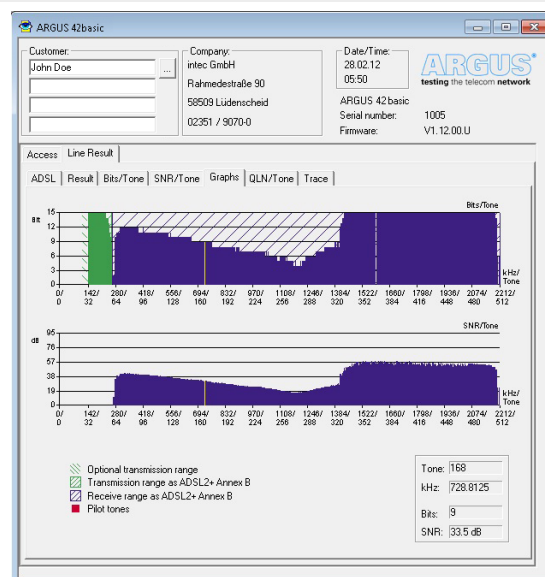 ARGUS 42basic
Customer:
John Doe
...
Company:
intec GmbH
Rahmedestraße 90
58509 Lüdenscheid
02351 / 9070-0
Date/Time:
28.02.12
05:50
ARGUS
testing the telecom network
ARGUS 42 basic
Serial number: 1005
Firmware: V1.12.00.U
Access Line Result
ADSL Result Bits/Tone SNR/Tone Graphs QLN/Tone Trace
Bits/Tone
Bit
15
12
9
6
3
0
kHz/
Tone
0/ 142/ 280/ 418/ 556/ 694/ 832/ 970/ 1108/ 1246/ 1384/ 1522/ 1660/ 1798/ 1936/ 2074/ 2212/
0 32 64 96 128 160 192 224 256 288 320 352 384 416 448 480 512
SNR/Tone
dB
95
76
57
38
19
0
kHz/
Tone
0/ 142/ 280/ 418/ 556/ 694/ 832/ 970/ 1108/ 1246/ 1384/ 1522/ 1660/ 1798/ 1936/ 2074/ 2212/
0 32 64 96 128 160 192 224 256 288 320 352 384 416 448 480 512
Optional transmission range
Transmission range as ADSL2+ Annex B
Receive range as ADSL2+ Annex B
Pilot tones
Tone: 168
kHz: 728.8125
Bits: 9
SNR: 33.5 dB